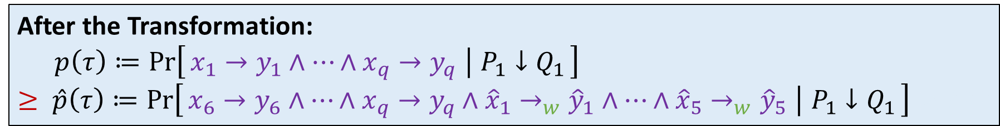 After the Transformation:
p(τ) ≔ Pr[ x₁ → y₁ ∧ ⋯ ∧ x_q → y_q | P₁ ↓ Q₁ ]
≥ p̂(τ) ≔ Pr[ x₆ → y₆ ∧ ⋯ ∧ x_q → y_q ∧ x̂₁ →_w ŷ₁ ∧ ⋯ ∧ x̂₅ →_w ŷ₅ | P₁ ↓ Q₁ ]